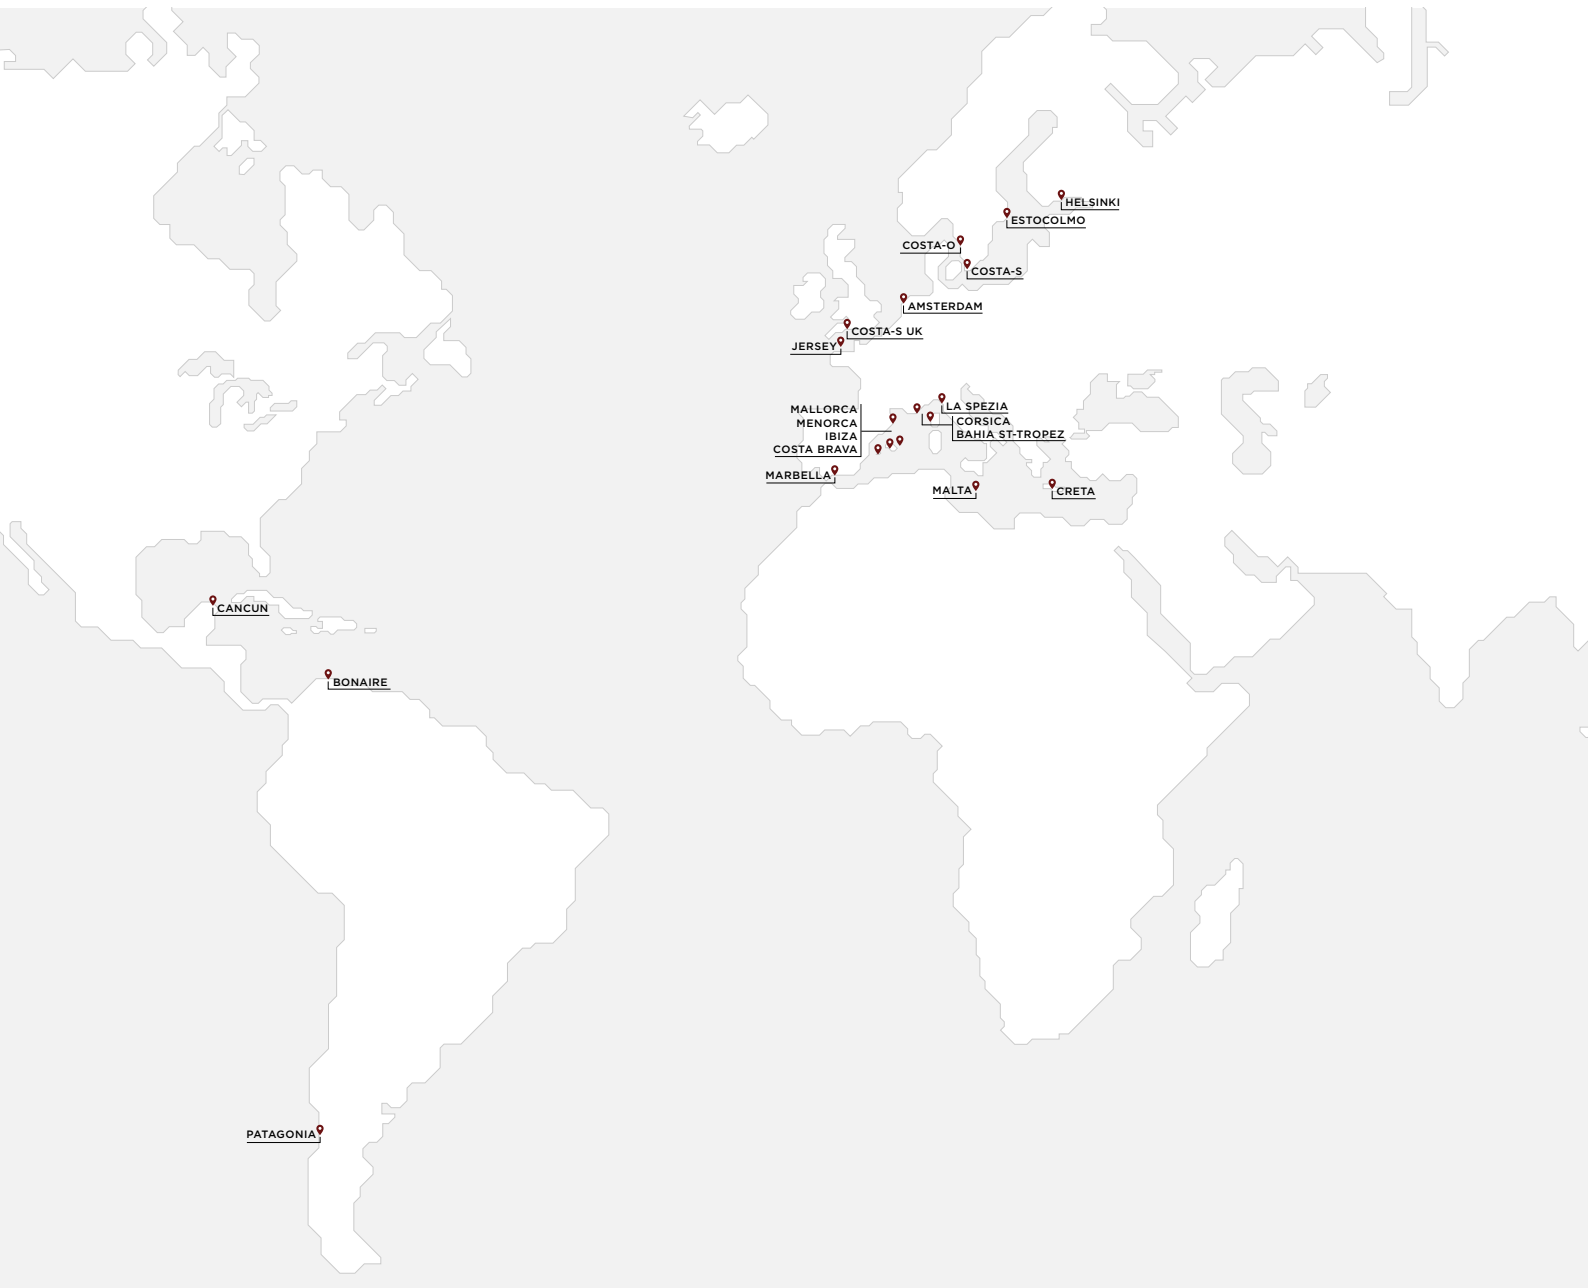 HELSINKI
ESTOCOLMO
COSTA-O
COSTA-S
AMSTERDAM
COSTA-S UK
JERSEY
MALLORCA
MENORCA
IBIZA
COSTA BRAVA
LA SPEZIA
CORSICA
BAHIA ST-TROPEZ
MARBELLA
MALTA
CRETA
CANCUN
BONAIRE
PATAGONIA